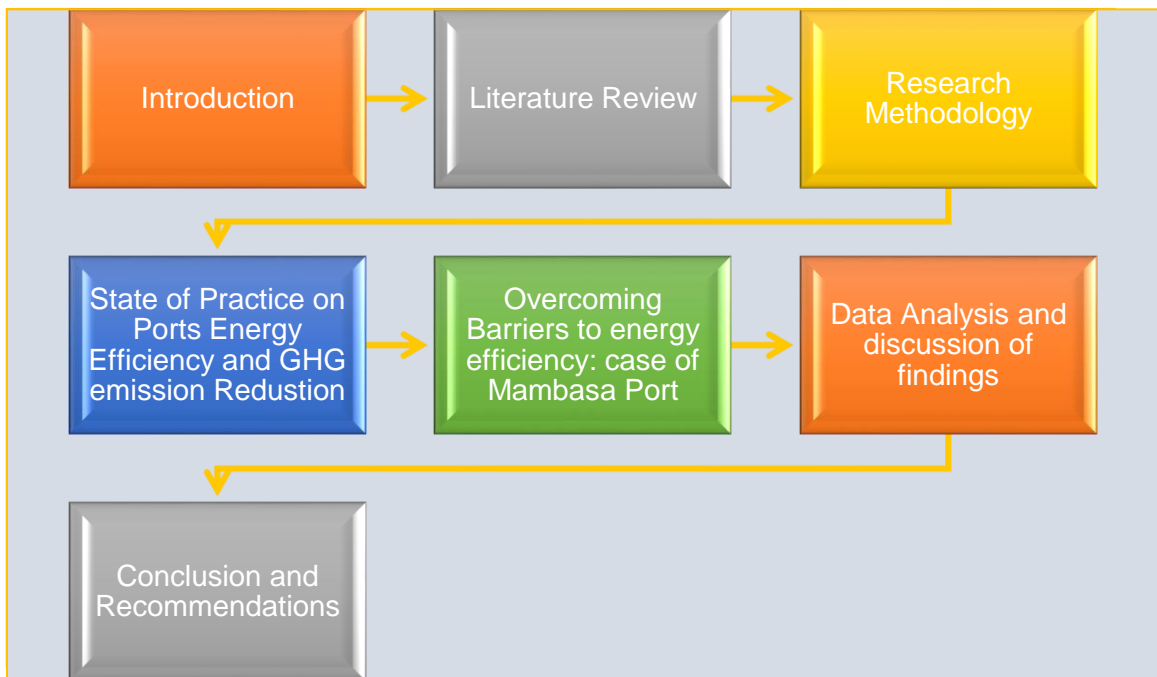 Introduction
Literature Review
Research
Methodology
State of Practice on
Ports Energy
Efficiency and GHG
emission Redustion
Overcoming
Barriers to energy
efficiency: case of
Mambasa Port
Data Analysis and
discussion of
findings
Conclusion and
Recommendations